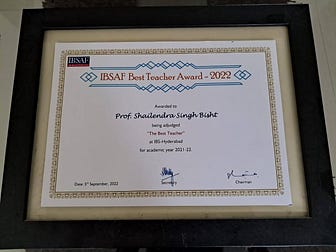 IBSAF
IBSAF Best Teacher Award - 2022
Awarded to
Prof. Shailendra Singh Bisht
being adjudged
"The Best Teacher"
at IBS-Hyderabad
for academic year 2021-22.
Date: 5th September, 2022
Secretary
Chairman